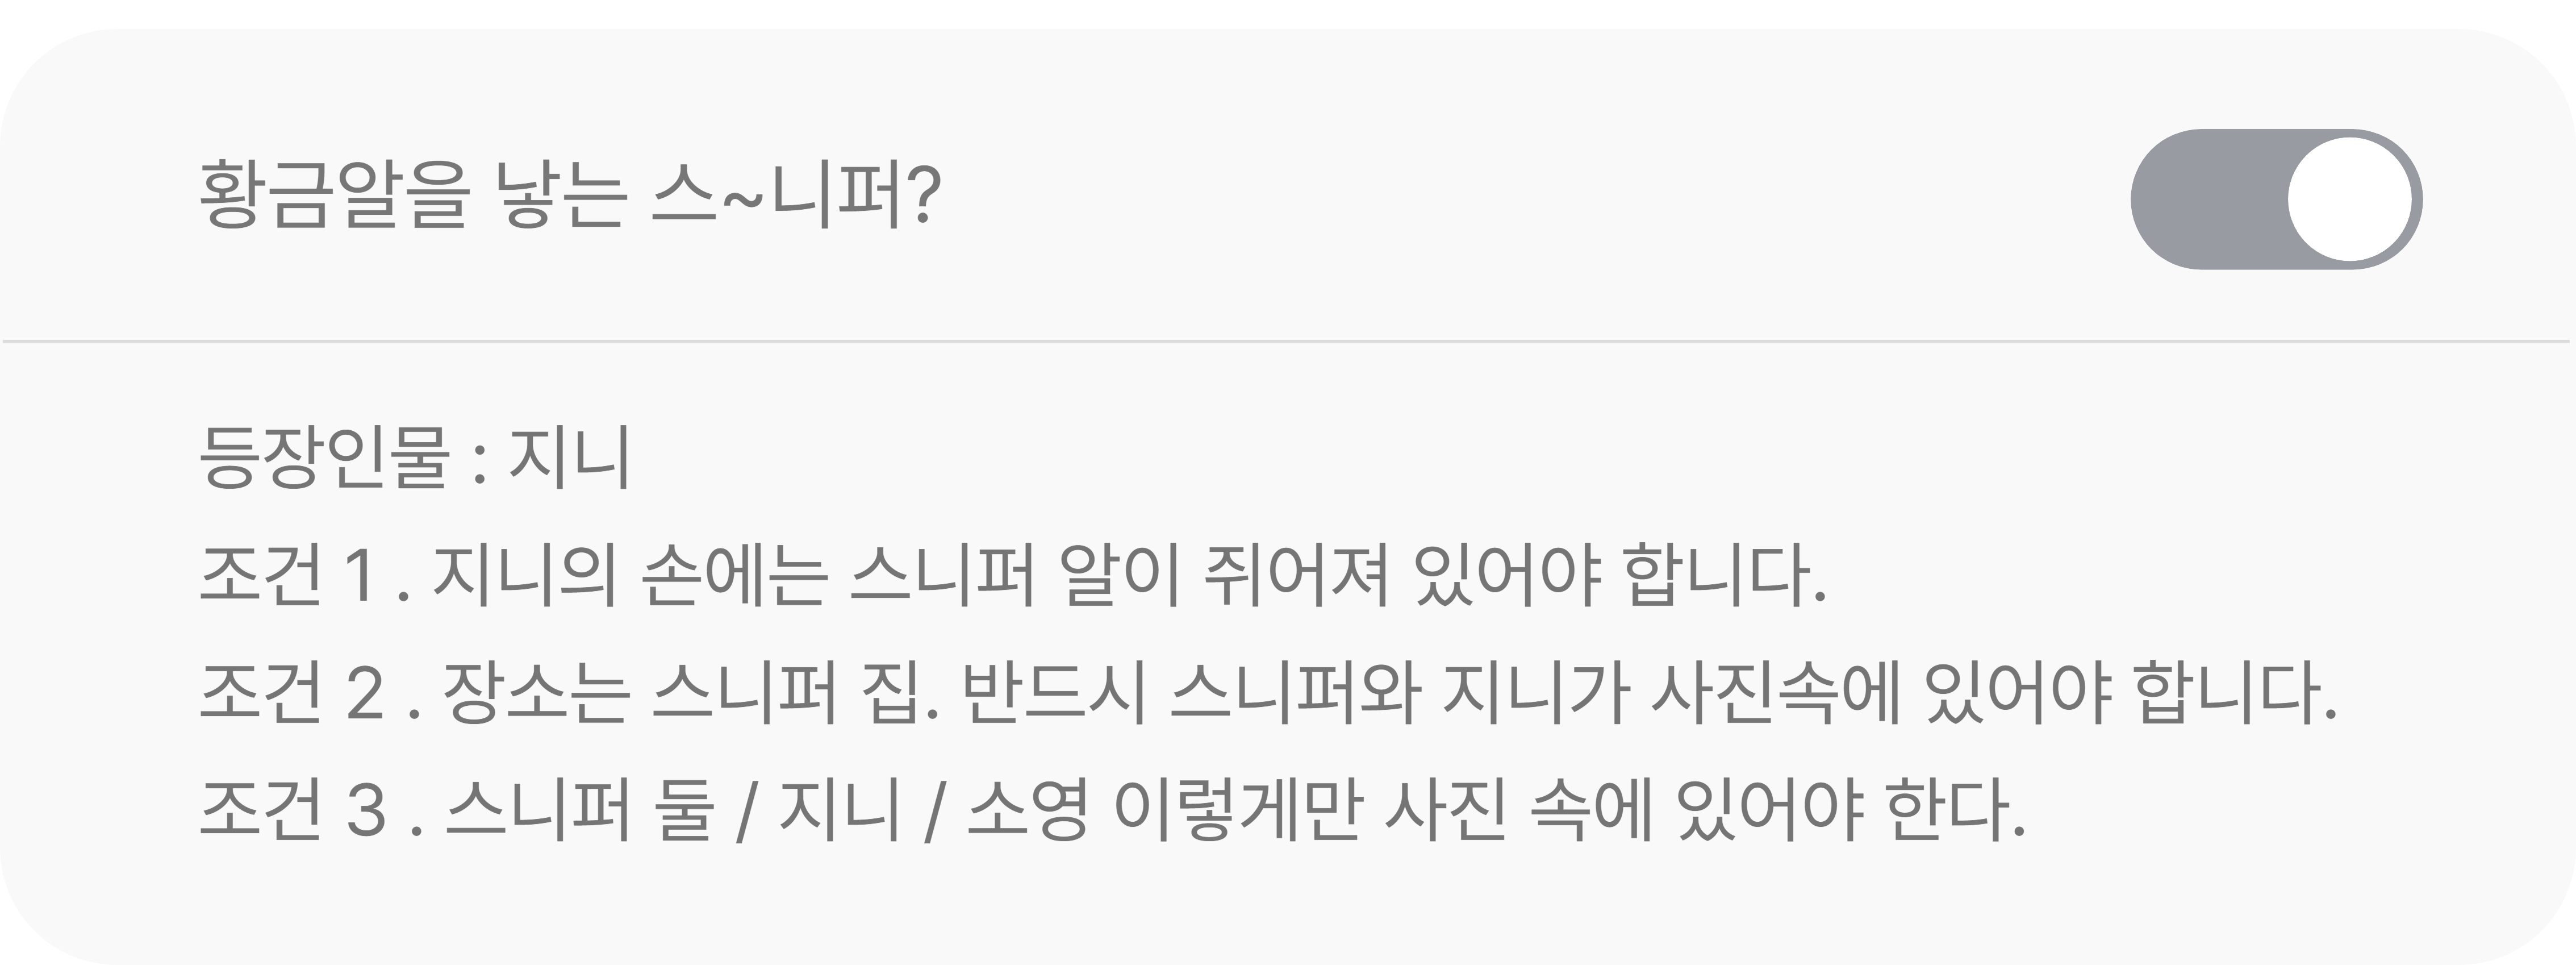 황금알을 낳는 스~니퍼?
등장인물 : 지니
조건 1 . 지니의 손에는 스니퍼 알이 쥐어져 있어야 합니다.
조건 2 . 장소는 스니퍼 집. 반드시 스니퍼와 지니가 사진속에 있어야 합니다.
조건 3 . 스니퍼 둘 / 지니 / 소영 이렇게만 사진 속에 있어야 한다.